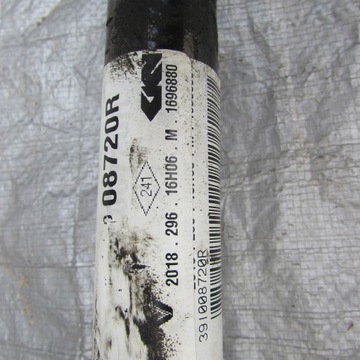 08720R
241
2018 . 296 . 16H06 . M . 1696880
391008720R